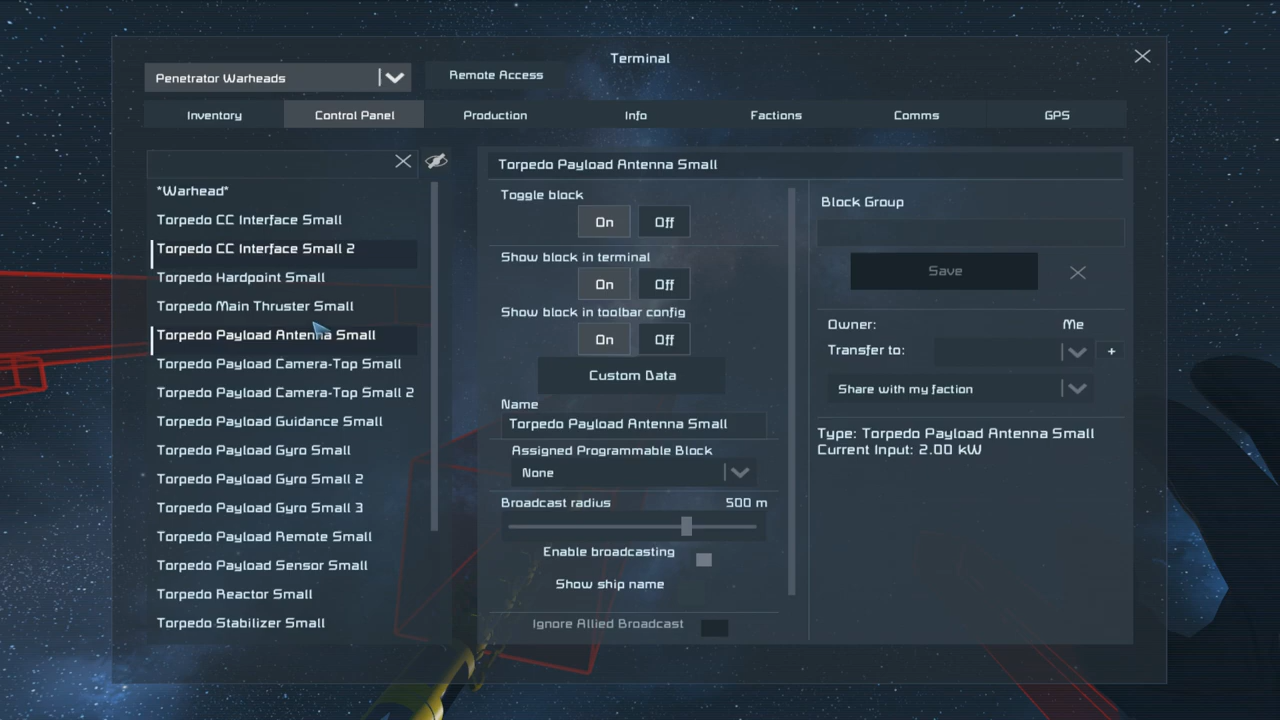 Terminal
Penetrator Warheads
Remote Access
Inventory
Control Panel
Production
Info
Factions
Comms
GPS
*Warhead*
Torpedo CC Interface Small
Torpedo CC Interface Small 2
Torpedo Hardpoint Small
Torpedo Main Thruster Small
Torpedo Payload Antenna Small
Torpedo Payload Camera-Top Small
Torpedo Payload Camera-Top Small 2
Torpedo Payload Guidance Small
Torpedo Payload Gyro Small
Torpedo Payload Gyro Small 2
Torpedo Payload Gyro Small 3
Torpedo Payload Remote Small
Torpedo Payload Sensor Small
Torpedo Reactor Small
Torpedo Stabilizer Small
Torpedo Payload Antenna Small
Toggle block
On Off
Show block in terminal
On Off
Show block in toolbar config
On Off
Custom Data
Name
Torpedo Payload Antenna Small
Assigned Programmable Block
None
Broadcast radius 500 m
Enable broadcasting
Show ship name
Ignore Allied Broadcast
Block Group
Save
Owner: Me
Transfer to: +
Share with my faction
Type: Torpedo Payload Antenna Small
Current Input: 2.00 kW